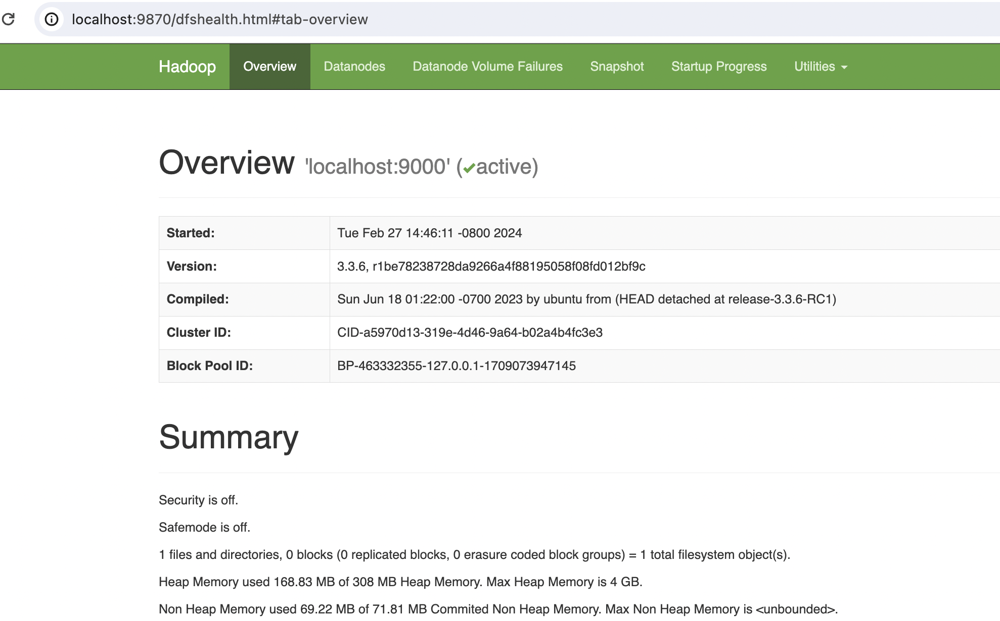 localhost:9870/dfshealth.html#tab-overview
Hadoop Overview Datanodes Datanode Volume Failures Snapshot Startup Progress Utilities
Overview 'localhost:9000' (✔active)
Started: Tue Feb 27 14:46:11 -0800 2024
Version: 3.3.6, r1be78238728da9266a4f88195058f08fd012bf9c
Compiled: Sun Jun 18 01:22:00 -0700 2023 by ubuntu from (HEAD detached at release-3.3.6-RC1)
Cluster ID: CID-a5970d13-319e-4d46-9a64-b02a4b4fc3e3
Block Pool ID: BP-463332355-127.0.0.1-1709073947145
Summary
Security is off.
Safemode is off.
1 files and directories, 0 blocks (0 replicated blocks, 0 erasure coded block groups) = 1 total filesystem object(s).
Heap Memory used 168.83 MB of 308 MB Heap Memory. Max Heap Memory is 4 GB.
Non Heap Memory used 69.22 MB of 71.81 MB Commited Non Heap Memory. Max Non Heap Memory is <unbounded>.